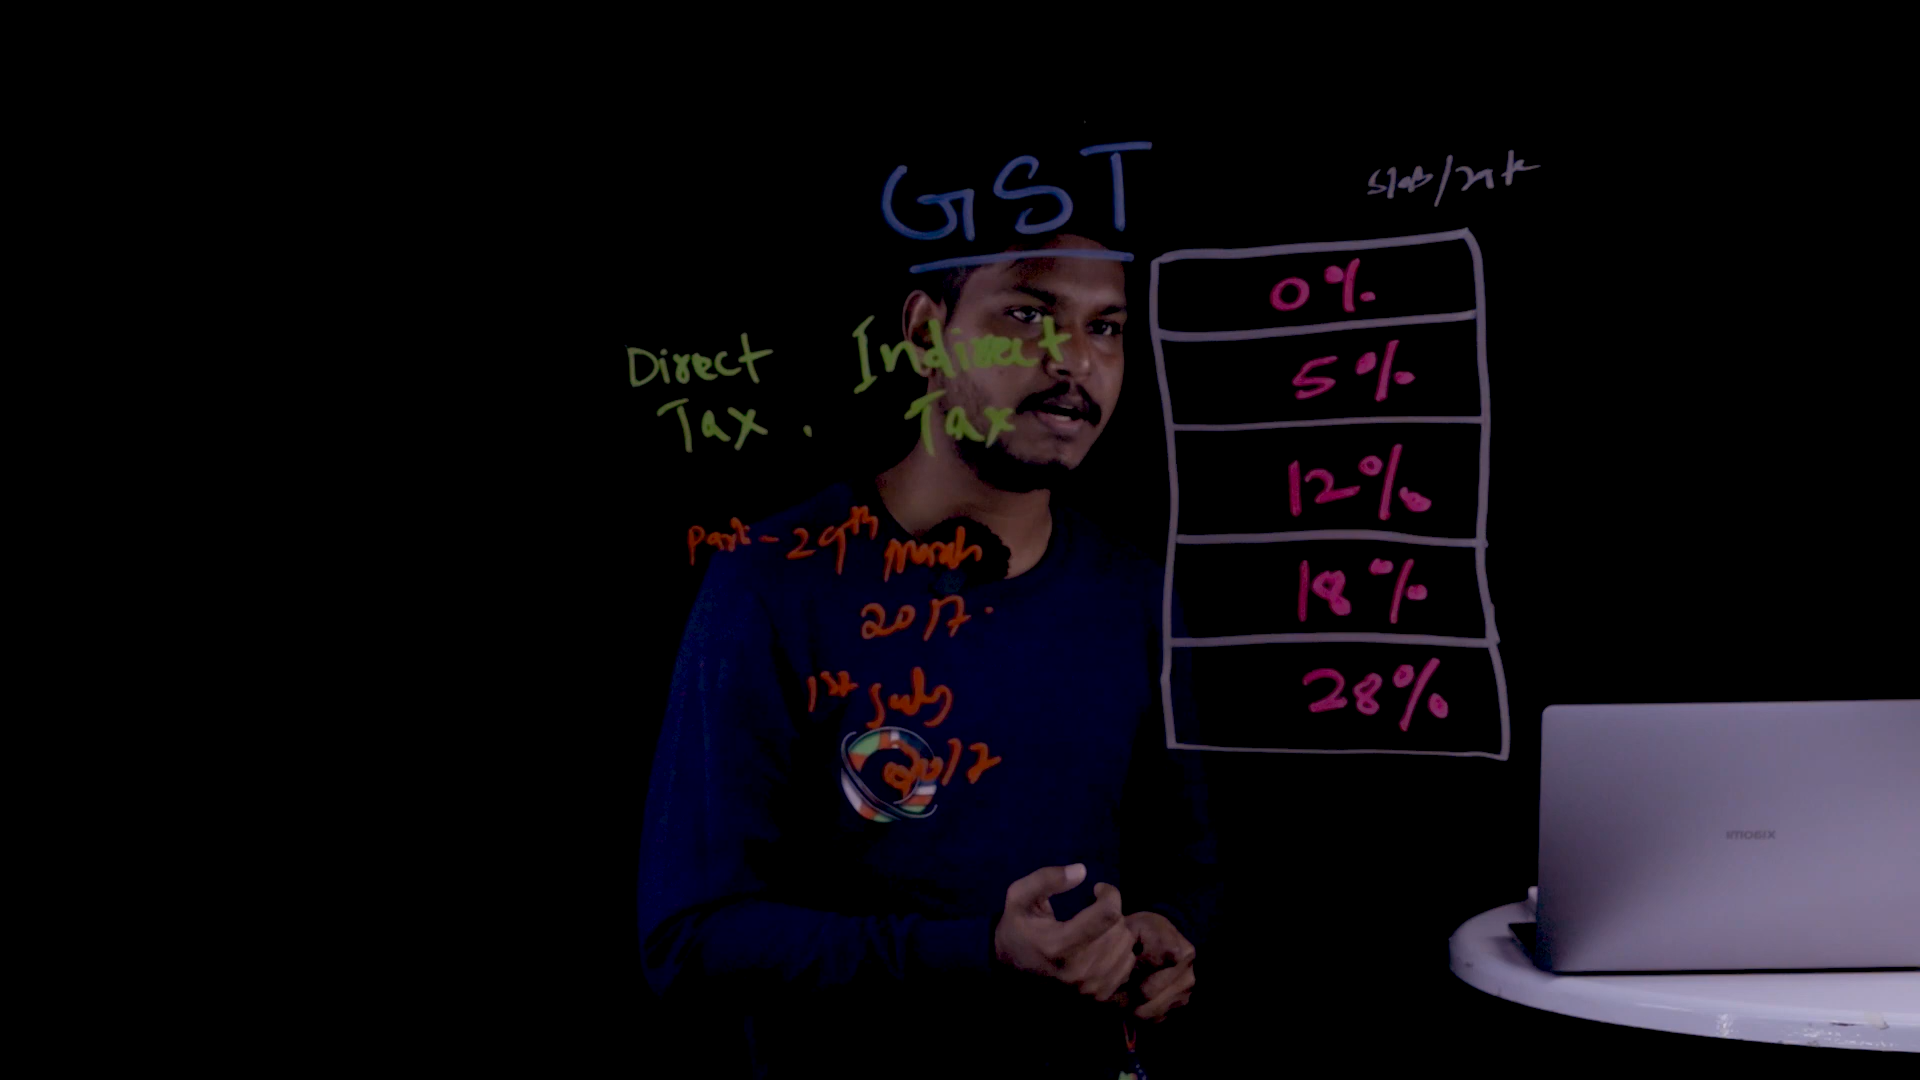 GST
Direct Indirect
Tax. Tax
Part - 29th March
2017.
1st July
2017
slab/rate
0%
5%
12%
18%
28%